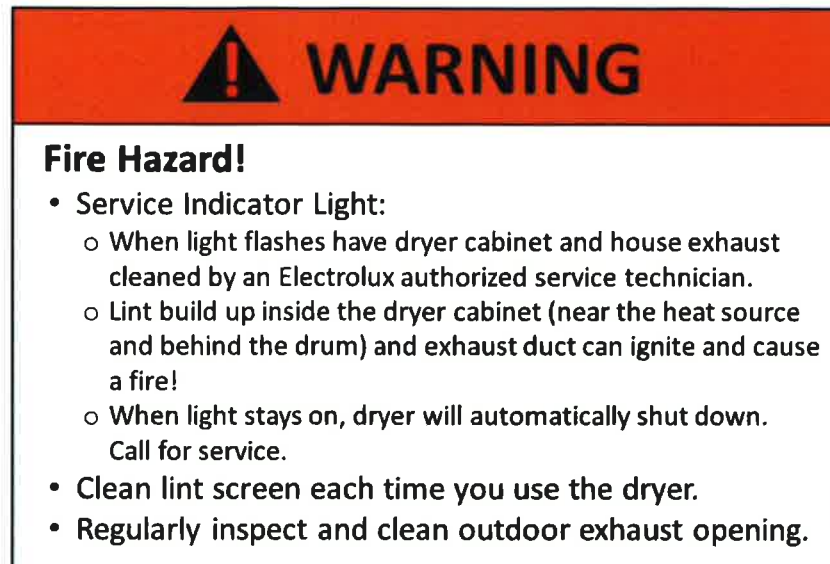 WARNING
Fire Hazard!
• Service Indicator Light:
o When light flashes have dryer cabinet and house exhaust
cleaned by an Electrolux authorized service technician.
o Lint build up inside the dryer cabinet (near the heat source
and behind the drum) and exhaust duct can ignite and cause
a fire!
o When light stays on, dryer will automatically shut down.
Call for service.
• Clean lint screen each time you use the dryer.
• Regularly inspect and clean outdoor exhaust opening.